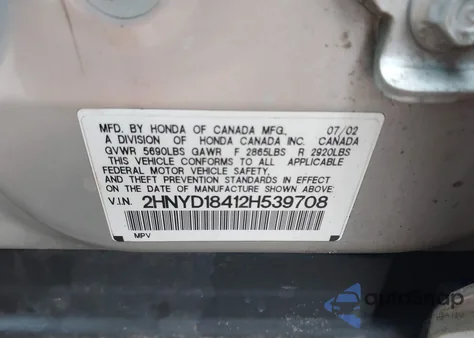 MFD. BY HONDA OF CANADA MFG., 07/02
A DIVISION OF HONDA CANADA INC. CANADA
GVWR 5690LBS GAWR F 2865LBS R 2920LBS
THIS VEHICLE CONFORMS TO ALL APPLICABLE
FEDERAL MOTOR VEHICLE SAFETY AND
THEFT PREVENTION STANDARDS IN EFFECT
ON THE DATE OF MANUFACTURE SHOWN ABOVE.
V.I.N. 2HNYD18412H539708
MPV